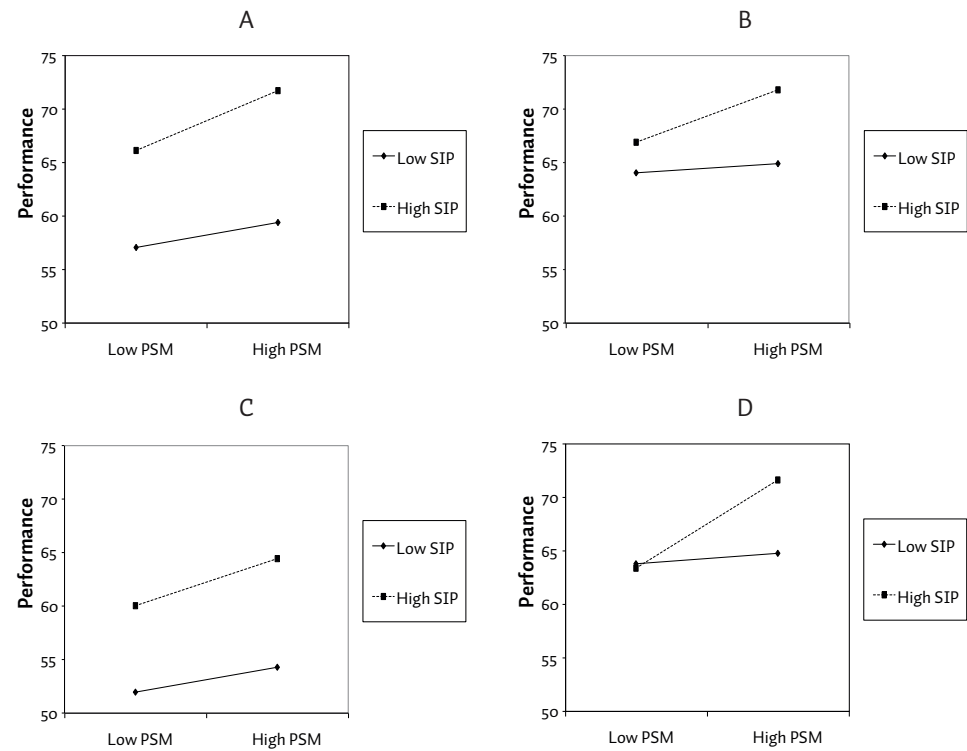 A
75
70
65
60
55
50
Performance
Low PSM
High PSM
Low SIP
High SIP
B
75
70
65
60
55
50
Performance
Low PSM
High PSM
Low SIP
High SIP
C
75
70
65
60
55
50
Performance
Low PSM
High PSM
Low SIP
High SIP
D
75
70
65
60
55
50
Performance
Low PSM
High PSM
Low SIP
High SIP